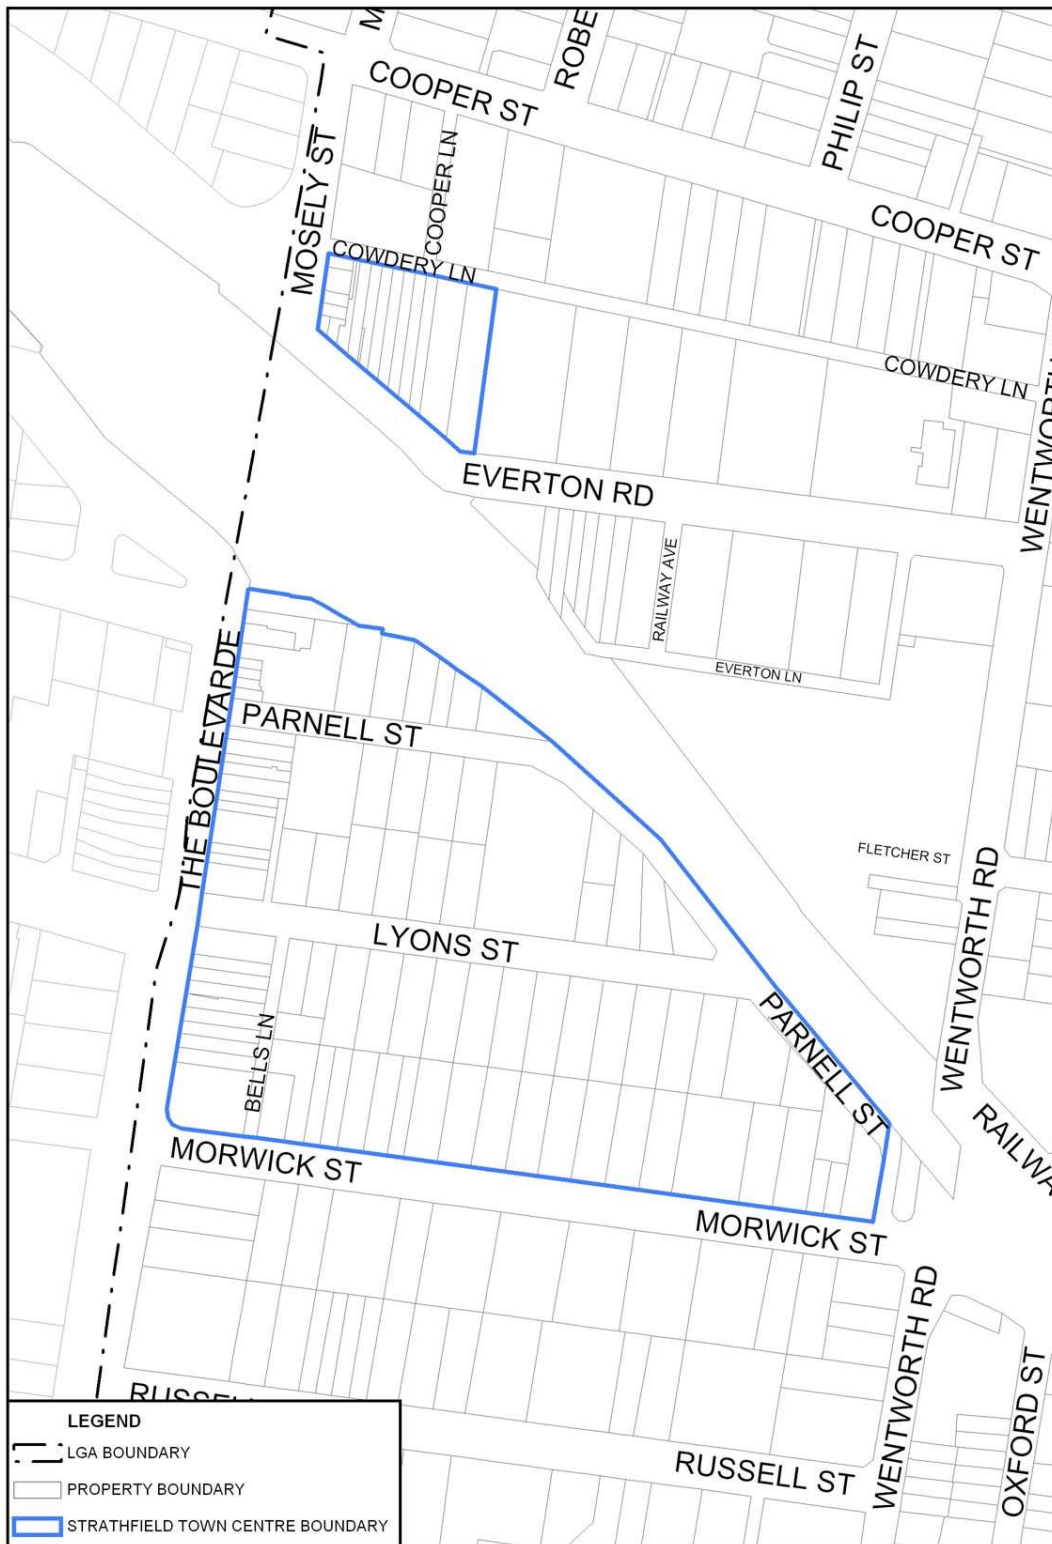 COOPER ST
PHILIP ST
MOSELY ST
COOPER LN
COOPER ST
COWDERY LN
COWDERY LN
EVERTON RD
RAILWAY AVE
EVERTON LN
THE BOULEVARDE
PARNELL ST
FLETCHER ST
WENTWORTH RD
LYONS ST
PARNELL ST
BELLS LN
MORWICK ST
MORWICK ST
WENTWORTH RD
OXFORD ST
RUSSELL ST
LEGEND
LGA BOUNDARY
PROPERTY BOUNDARY
STRATHFIELD TOWN CENTRE BOUNDARY